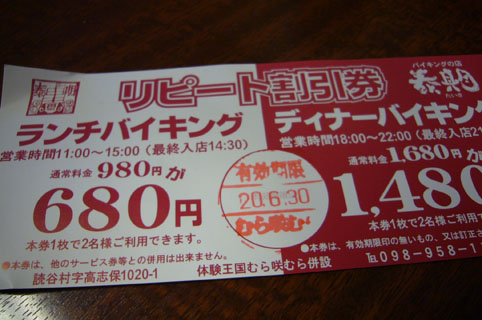 リピート割引券
バイキングの店
ランチバイキング
営業時間11:00〜15:00(最終入店14:30)
通常料金 980円が
680円
本券1枚で2名様ご利用できます。
●本券は、他のサービス券等との併用は出来ません。
読谷村字高志保1020-1
体験王国むら咲むら併設
有効期限
20.6.30
むら咲むら
ディナーバイキン
営業時間18:00〜22:00(最終入店21
通常料金 1,680円が
1,480
本券1枚で2名様ご利用でき
●本券は、有効期限印の無いもの、又は訂正さ
TEL098-958-1